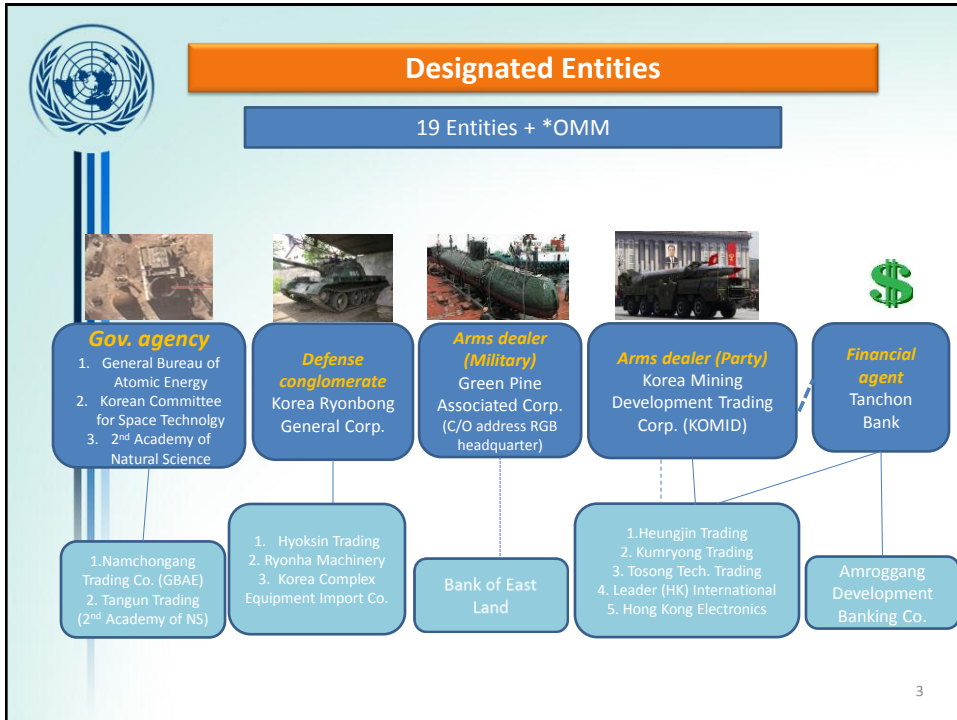 Designated Entities
19 Entities + *OMM
Gov. agency
1. General Bureau of
Atomic Energy
2. Korean Committee
for Space Technolgy
3. 2nd Academy of
Natural Science
Defense
conglomerate
Korea Ryonbong
General Corp.
Arms dealer
(Military)
Green Pine
Associated Corp.
(C/O address RGB
headquarter)
Arms dealer (Party)
Korea Mining
Development Trading
Corp. (KOMID)
Financial
agent
Tanchon
Bank
1.Namchongang
Trading Co. (GBAE)
2. Tangun Trading
(2nd Academy of NS)
1. Hyoksin Trading
2. Ryonha Machinery
3. Korea Complex
Equipment Import Co.
Bank of East
Land
1.Heungjin Trading
2. Kumryong Trading
3. Tosong Tech. Trading
4. Leader (HK) International
5. Hong Kong Electronics
Amroggang
Development
Banking Co.
3